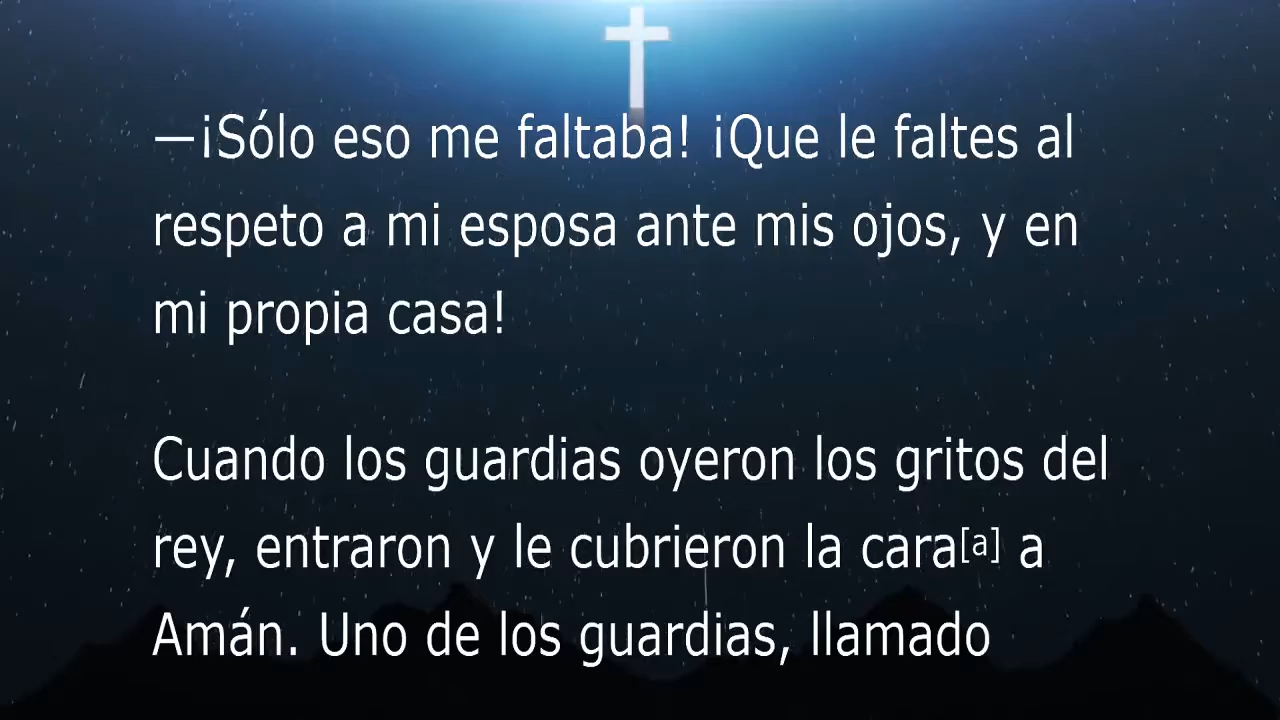 —¡Sólo eso me faltaba! ¡Que le faltes al
respeto a mi esposa ante mis ojos, y en
mi propia casa!
Cuando los guardias oyeron los gritos del
rey, entraron y le cubrieron la cara[a] a
Amán. Uno de los guardias, llamado